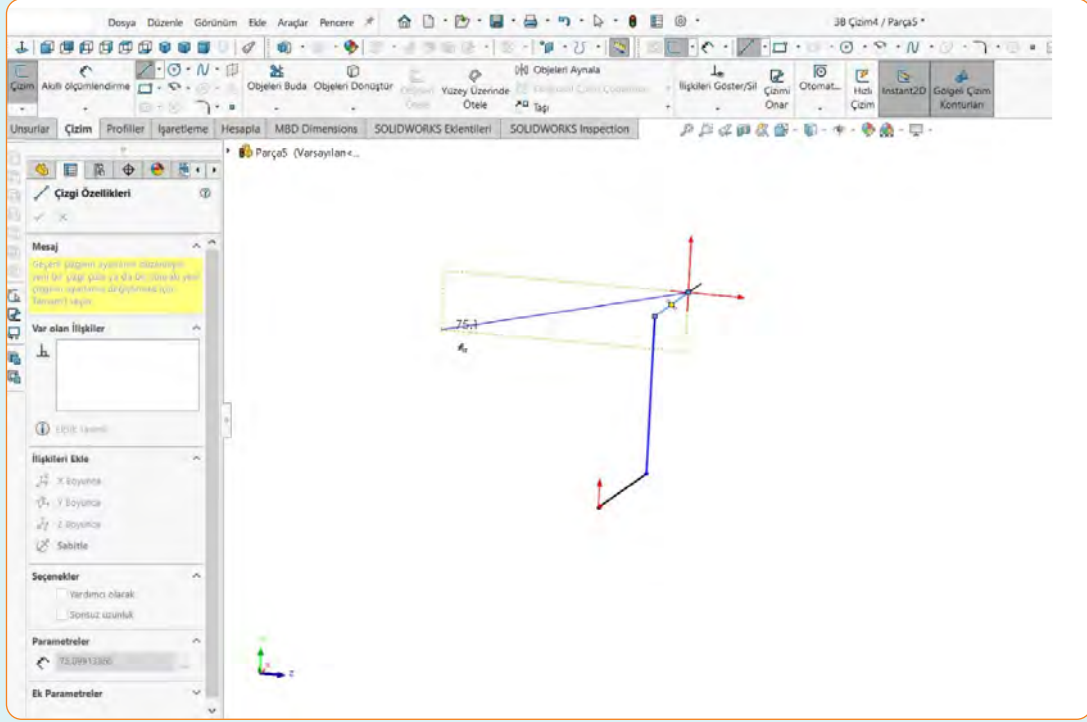 Dosya Düzenle Görünüm Ekle Araçlar Pencere
3B Çizim4 / Parça5 *
Çizim Akıllı ölçümlendirme Objeleri Buda Objeleri Dönüştür Yüzey Üzerinde Ötele
Objeleri Aynala
Taşı
İlişkileri Göster/Sil Çizimi Onar Otomat... Hızlı Çizim Instant2D Gölgeli Çizim Konturları
Unsurlar Çizim Profiller İşaretleme Hesapla MBD Dimensions SOLIDWORKS Eklentileri SOLIDWORKS Inspection
Parça5 (Varsayılan<...
Çizgi Özellikleri
Mesaj
Var olan İlişkiler
İlişkileri Ekle
X Boyunca
Y Boyunca
Z Boyunca
Sabitle
Seçenekler
Yardımcı olarak
Sonsuz uzunluk
Parametreler
Ek Parametreler
75.1
z